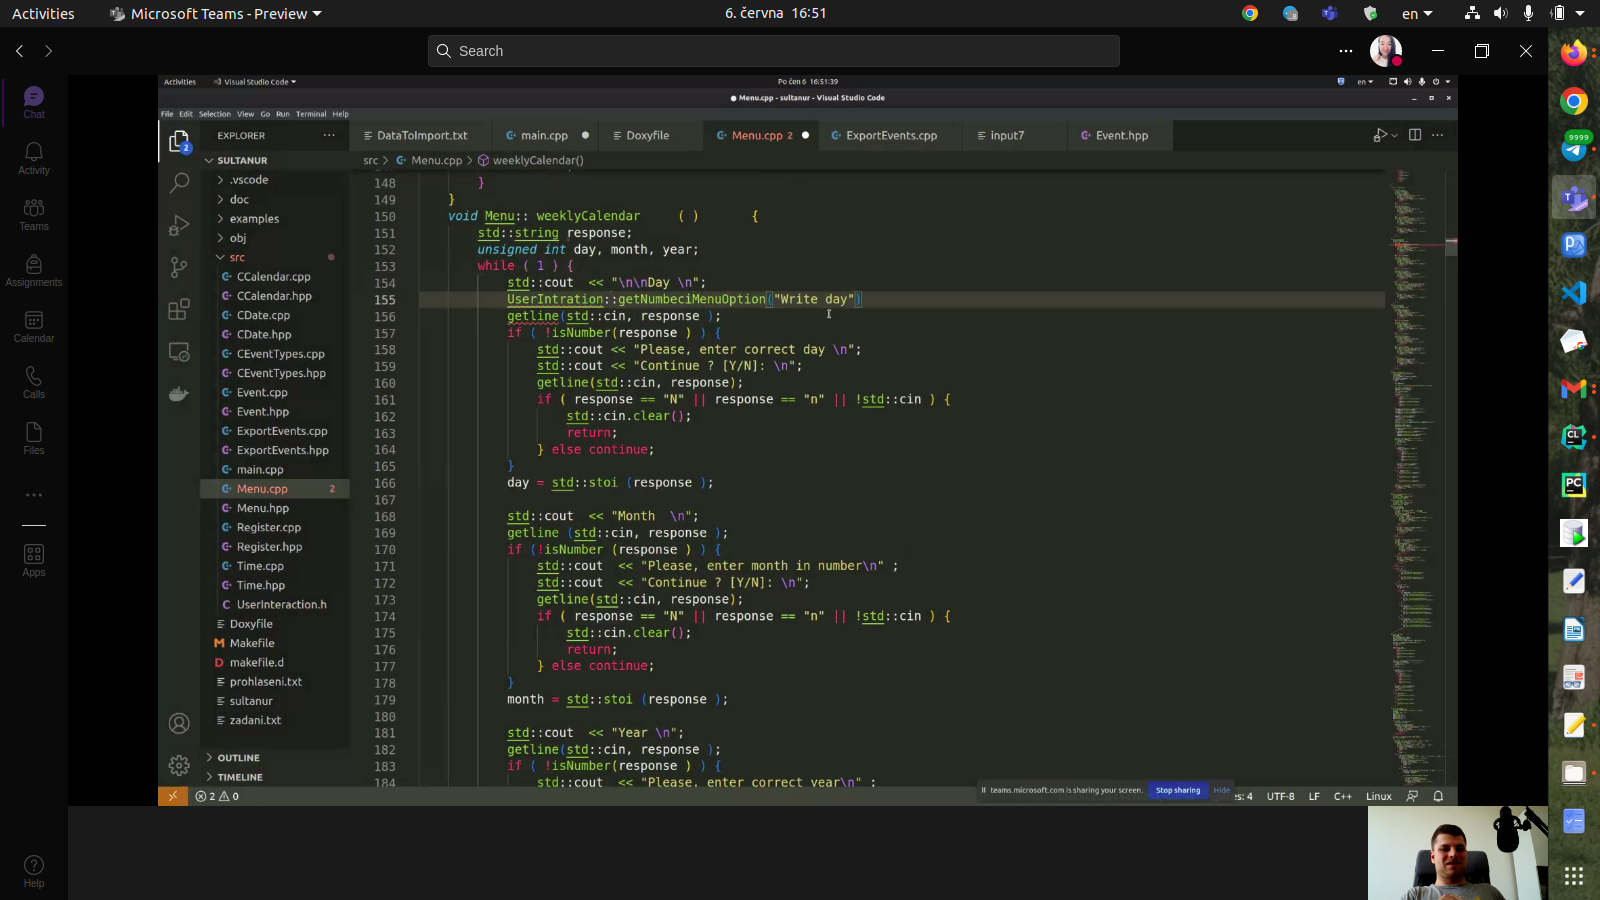 Activities
Microsoft Teams - Preview
6. června 16:51
en
Search
Chat
Activity
Teams
Assignments
Calendar
Calls
Files
Apps
Help
Activities
Visual Studio Code
Po čen 6 16:51:39
en
Menu.cpp - sultanur - Visual Studio Code
File Edit Selection View Go Run Terminal Help
EXPLORER
DataToImport.txt
main.cpp
Doxyfile
Menu.cpp 2
ExportEvents.cpp
input7
Event.hpp
2
SULTANUR
src > Menu.cpp > weeklyCalendar()
.vscode
doc
examples
obj
src
CCalendar.cpp
CCalendar.hpp
CDate.cpp
CDate.hpp
CEventTypes.cpp
CEventTypes.hpp
Event.cpp
Event.hpp
ExportEvents.cpp
ExportEvents.hpp
main.cpp
Menu.cpp 2
Menu.hpp
Register.cpp
Register.hpp
Time.cpp
Time.hpp
UserInteraction.h
Doxyfile
Makefile
makefile.d
prohlaseni.txt
sultanur
zadani.txt
OUTLINE
TIMELINE
148 }
149 }
150 void Menu:: weeklyCalendar ( ) {
151 std::string response;
152 unsigned int day, month, year;
153 while ( 1 ) {
154 std::cout << "\n\nDay \n";
155 UserIntration::getNumbeciMenuOption("Write day")
156 getline(std::cin, response );
157 if ( !isNumber(response ) ) {
158 std::cout << "Please, enter correct day \n";
159 std::cout << "Continue ? [Y/N]: \n";
160 getline(std::cin, response);
161 if ( response == "N" || response == "n" || !std::cin ) {
162 std::cin.clear();
163 return;
164 } else continue;
165 }
166 day = std::stoi (response );
167
168 std::cout << "Month \n";
169 getline (std::cin, response );
170 if (!isNumber (response ) ) {
171 std::cout << "Please, enter month in number\n" ;
172 std::cout << "Continue ? [Y/N]: \n";
173 getline(std::cin, response);
174 if ( response == "N" || response == "n" || !std::cin ) {
175 std::cin.clear();
176 return;
177 } else continue;
178 }
179 month = std::stoi (response );
180
181 std::cout << "Year \n";
182 getline(std::cin, response );
183 if ( !isNumber(response ) ) {
184 std::cout << "Please, enter correct year\n" ;
teams.microsoft.com is sharing your screen. Stop sharing Hide
2 0
es: 4 UTF-8 LF C++ Linux
9999